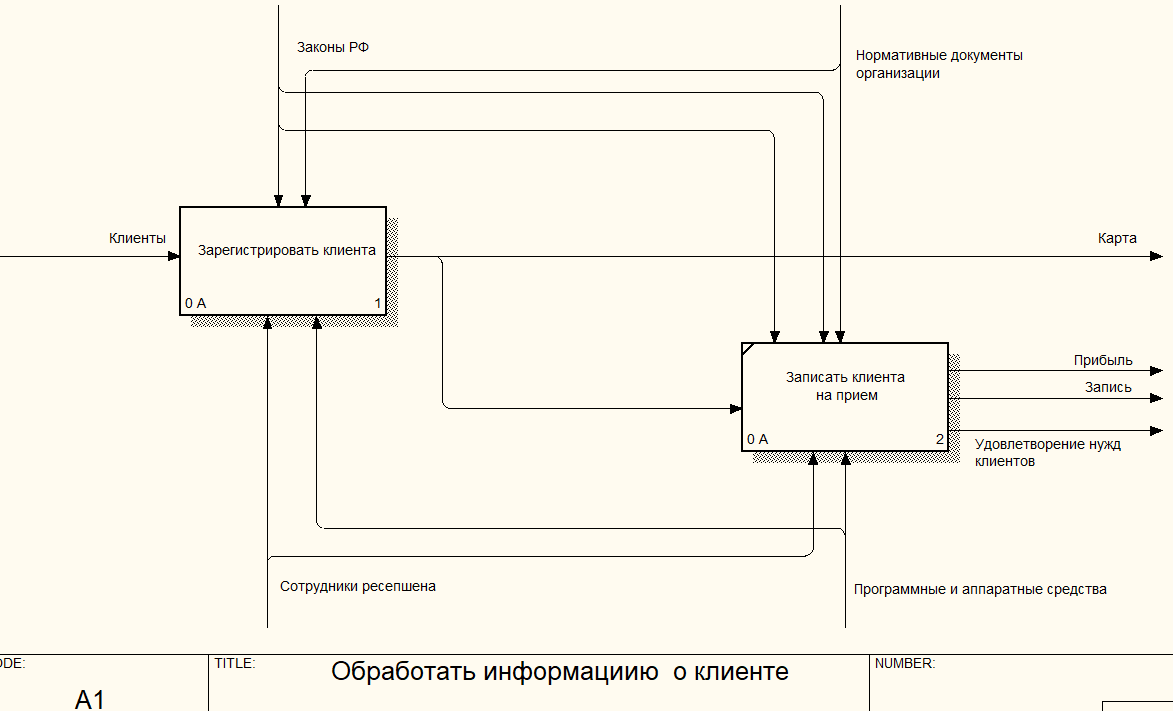 Законы РФ
Нормативные документы
организации
Клиенты
Карта
Зарегистрировать клиента
0 А
1
Прибыль
Записать клиента
на прием
Запись
0 А
2
Удовлетворение нужд
клиентов
Сотрудники ресепшена
Программные и аппаратные средства
ODE:
TITLE:
Обработать информациию о клиенте
NUMBER:
A1